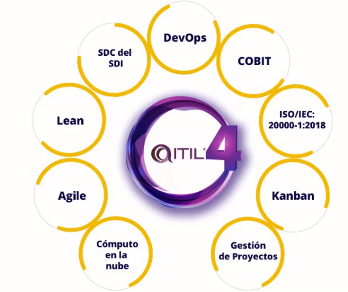 DevOps
SDC del
SDI
COBIT
Lean
ISO/IEC:
20000-1:2018
ITIL 4
Agile
Kanban
Cómputo
en la
nube
Gestión
de Proyectos